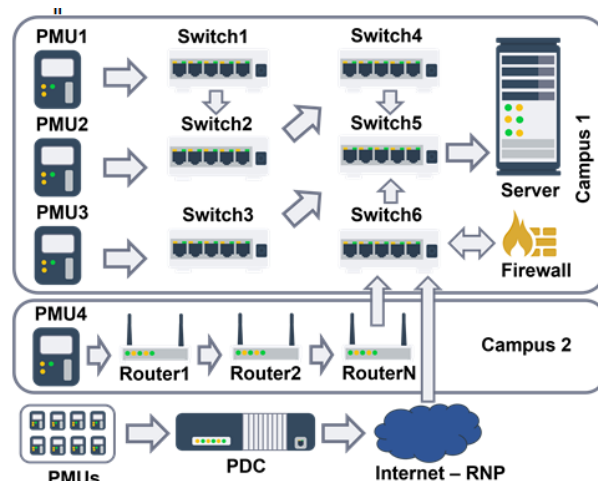 PMU1
Switch1
Switch4
PMU2
Switch2
Switch5
PMU3
Switch3
Switch6
Server
Campus 1
Firewall
PMU4
Router1
Router2
RouterN
Campus 2
PMUs
PDC
Internet – RNP